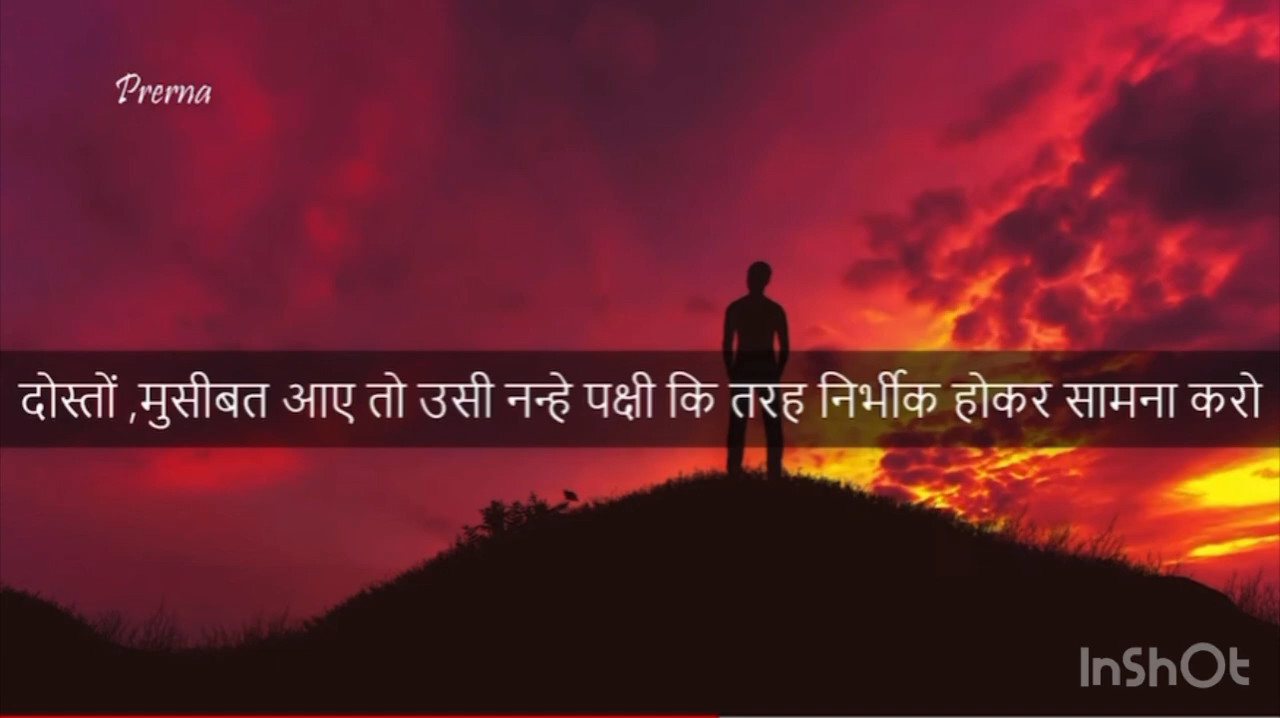 Prerna
दोस्तों ,मुसीबत आए तो उसी नन्हे पक्षी कि तरह निर्भीक होकर सामना करो
InShOt